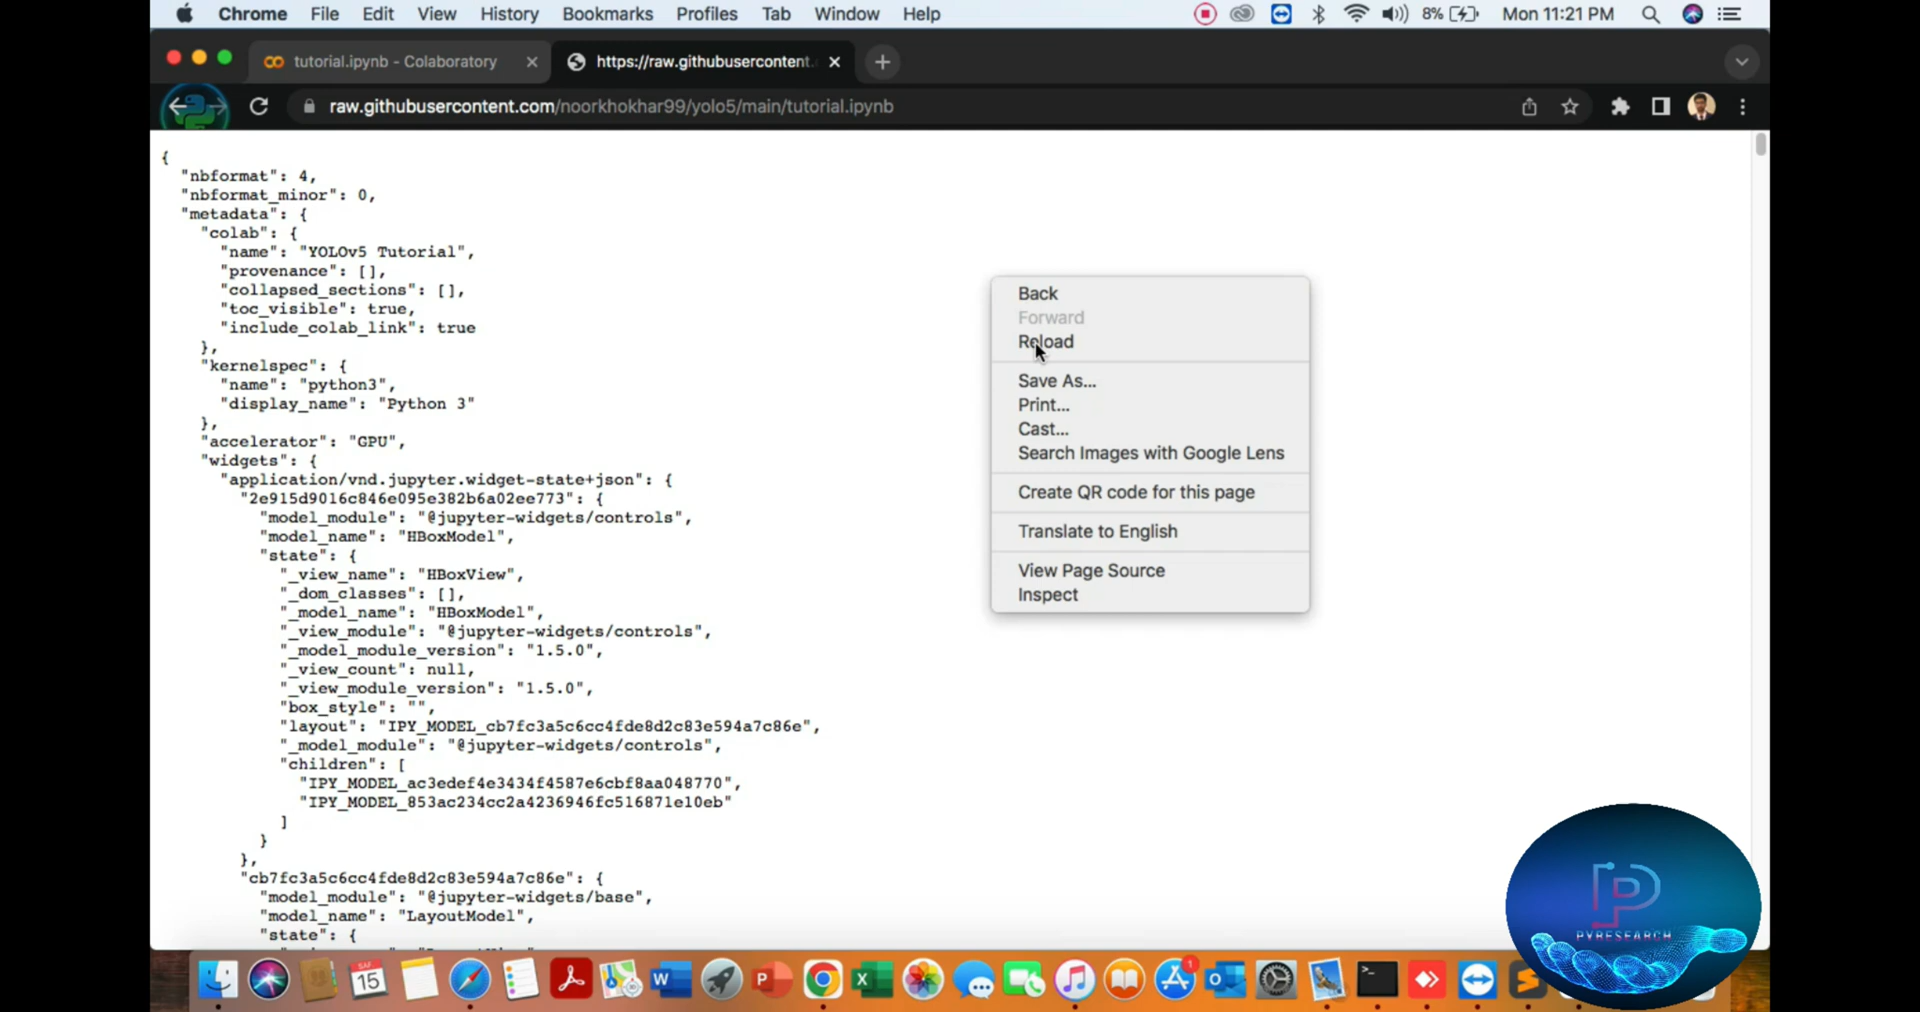 Chrome File Edit View History Bookmarks Profiles Tab Window Help 8% Mon 11:21 PM
tutorial.ipynb - Colaboratory https://raw.githubusercontent.
raw.githubusercontent.com/noorkhokhar99/yolo5/main/tutorial.ipynb
{
"nbformat": 4,
"nbformat_minor": 0,
"metadata": {
"colab": {
"name": "YOLOv5 Tutorial",
"provenance": [],
"collapsed_sections": [],
"toc_visible": true,
"include_colab_link": true
},
"kernelspec": {
"name": "python3",
"display_name": "Python 3"
},
"accelerator": "GPU",
"widgets": {
"application/vnd.jupyter.widget-state+json": {
"2e915d9016c846e095e382b6a02ee773": {
"model_module": "@jupyter-widgets/controls",
"model_name": "HBoxModel",
"state": {
"_view_name": "HBoxView",
"_dom_classes": [],
"_model_name": "HBoxModel",
"_view_module": "@jupyter-widgets/controls",
"_model_module_version": "1.5.0",
"_view_count": null,
"_view_module_version": "1.5.0",
"box_style": "",
"layout": "IPY_MODEL_cb7fc3a5c6cc4fde8d2c83e594a7c86e",
"_model_module": "@jupyter-widgets/controls",
"children": [
"IPY_MODEL_ac3edef4e3434f4587e6cbf8aa048770",
"IPY_MODEL_853ac234cc2a4236946fc516871e10eb"
]
}
},
"cb7fc3a5c6cc4fde8d2c83e594a7c86e": {
"model_module": "@jupyter-widgets/base",
"model_name": "LayoutModel",
"state": {
Back
Forward
Reload
Save As...
Print...
Cast...
Search Images with Google Lens
Create QR code for this page
Translate to English
View Page Source
Inspect
PYRESEARCH
15
1